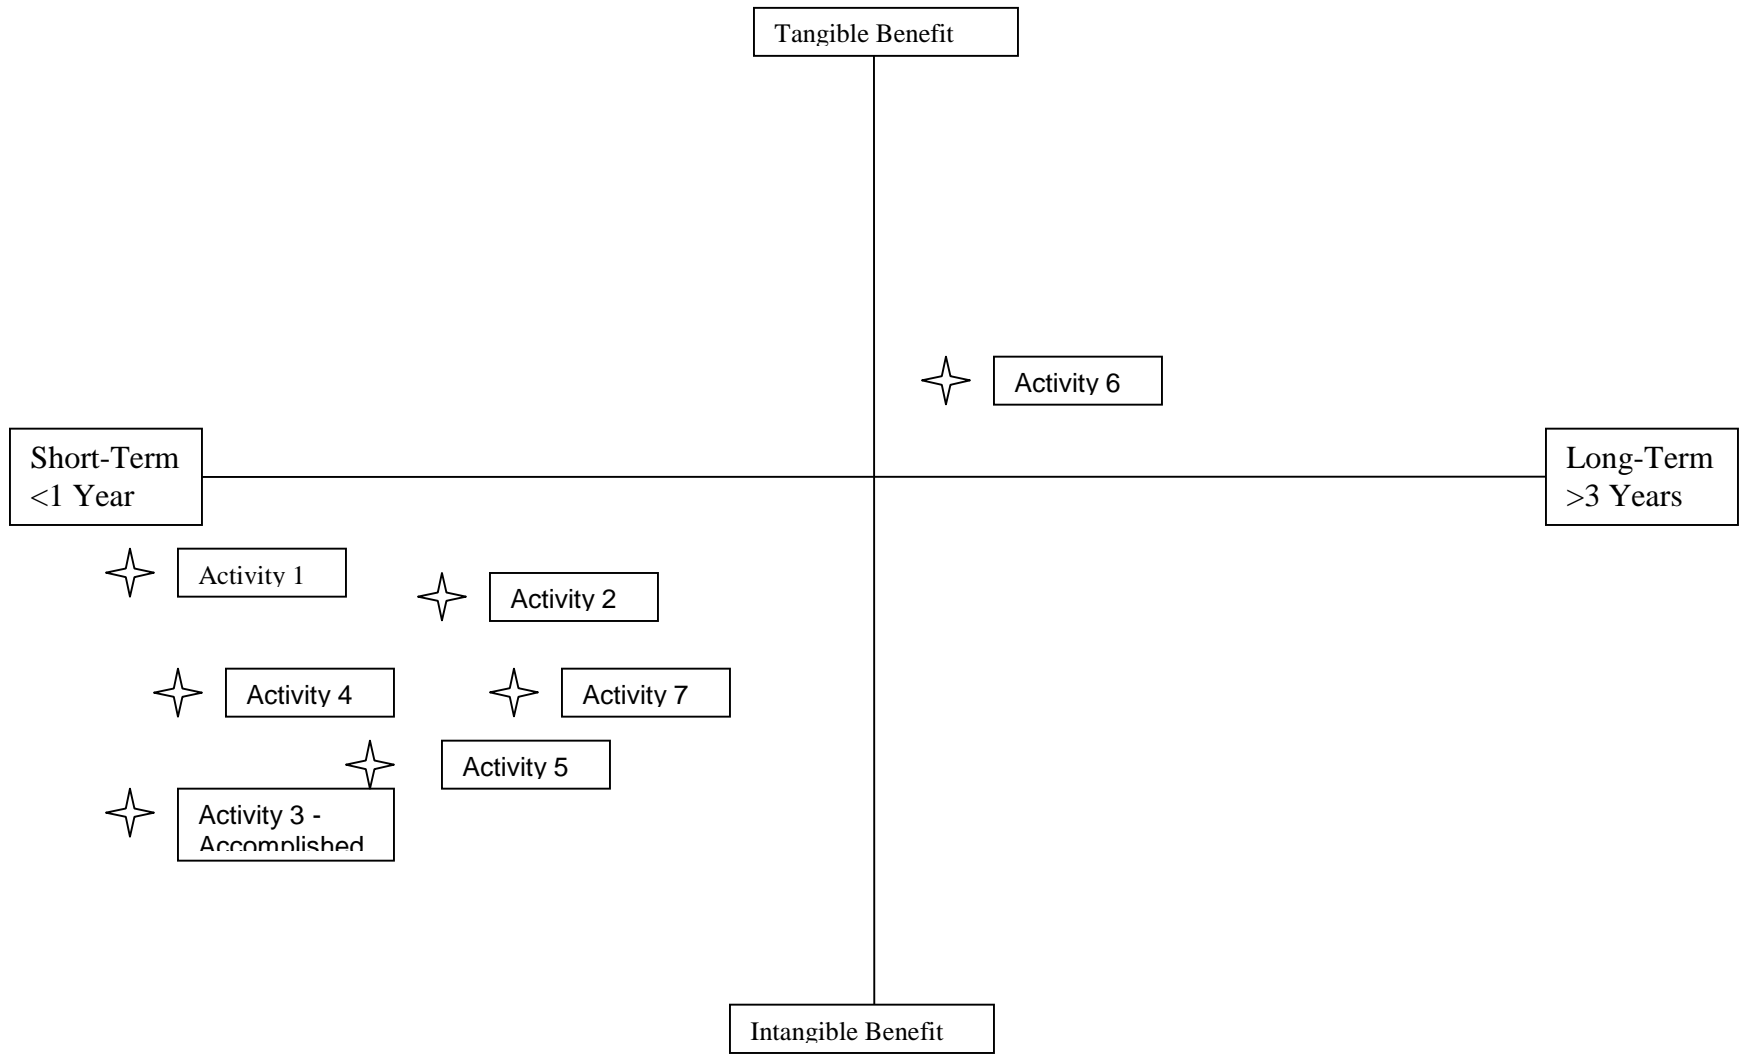 Tangible Benefit
Activity 6
Short-Term
<1 Year
Long-Term
>3 Years
Activity 1
Activity 2
Activity 4
Activity 7
Activity 5
Activity 3 -
Accomplished
Intangible Benefit